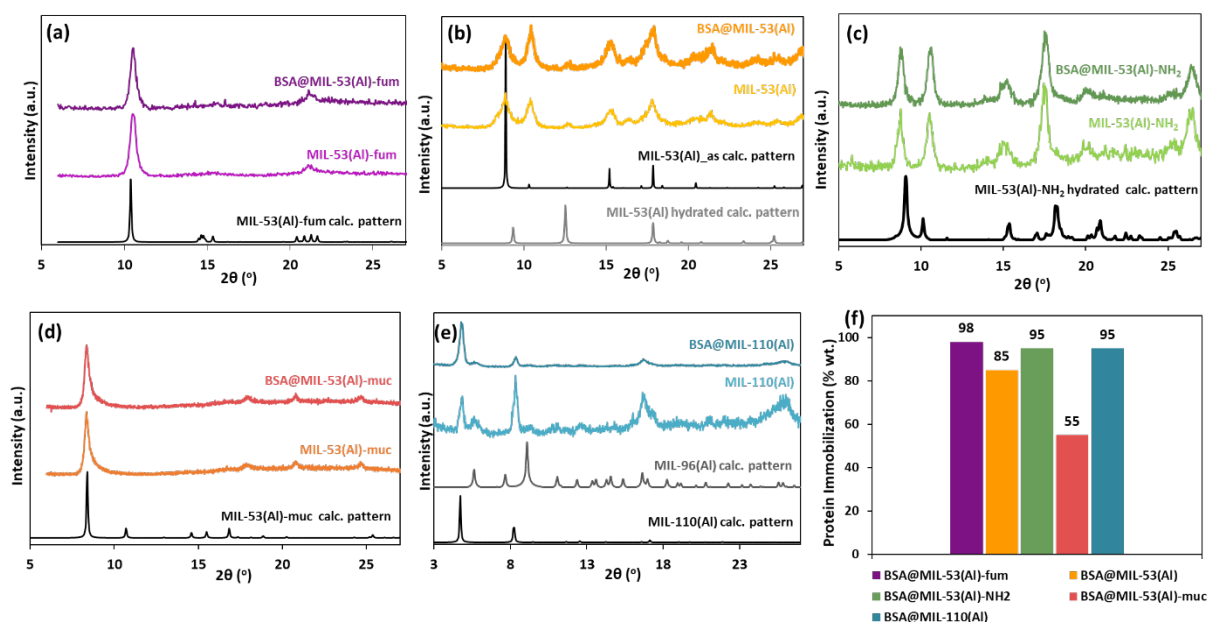 (a)
BSA@MIL-53(Al)-fum
MIL-53(Al)-fum
MIL-53(Al)-fum calc. pattern
Intensity (a.u.)
5 10 15 20 25
2θ (°)
(b)
BSA@MIL-53(Al)
MIL-53(Al)
MIL-53(Al)_as calc. pattern
MIL-53(Al) hydrated calc. pattern
Intenisty (a.u.)
5 10 15 20 25
2θ (°)
(c)
BSA@MIL-53(Al)-NH₂
MIL-53(Al)-NH₂
MIL-53(Al)-NH₂ hydrated calc. pattern
Intensity (a.u.)
5 10 15 20 25
2θ (°)
(d)
BSA@MIL-53(Al)-muc
MIL-53(Al)-muc
MIL-53(Al)-muc calc. pattern
Intensity (a.u.)
5 10 15 20 25
2θ (°)
(e)
BSA@MIL-110(Al)
MIL-110(Al)
MIL-96(Al) calc. pattern
MIL-110(Al) calc. pattern
Intenisty (a.u.)
3 8 13 18 23
2θ (°)
(f)
Protein Immobilization (% wt.)
100
80
60
40
20
0
98
85
95
55
95
BSA@MIL-53(Al)-fum
BSA@MIL-53(Al)
BSA@MIL-53(Al)-NH2
BSA@MIL-53(Al)-muc
BSA@MIL-110(Al)